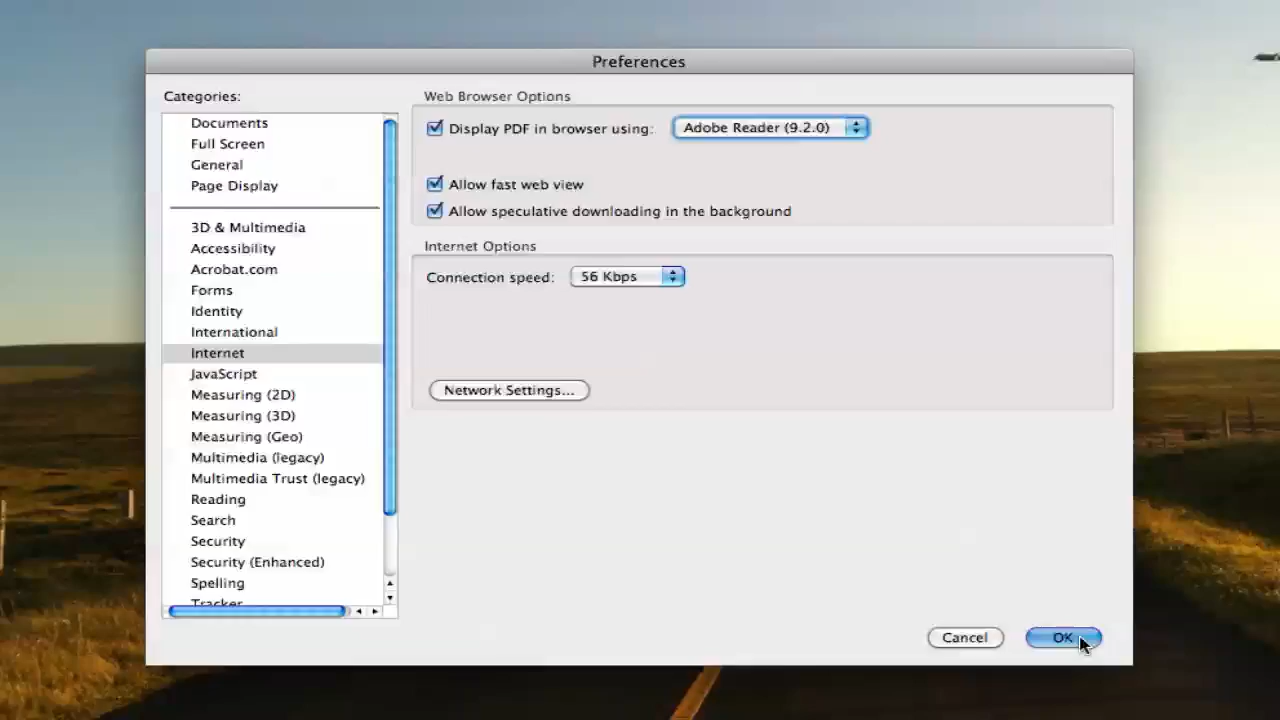 Preferences
Categories:
Documents
Full Screen
General
Page Display
3D & Multimedia
Accessibility
Acrobat.com
Forms
Identity
International
Internet
JavaScript
Measuring (2D)
Measuring (3D)
Measuring (Geo)
Multimedia (legacy)
Multimedia Trust (legacy)
Reading
Search
Security
Security (Enhanced)
Spelling
Tracker
Web Browser Options
Display PDF in browser using: Adobe Reader (9.2.0)
Allow fast web view
Allow speculative downloading in the background
Internet Options
Connection speed: 56 Kbps
Network Settings...
Cancel OK